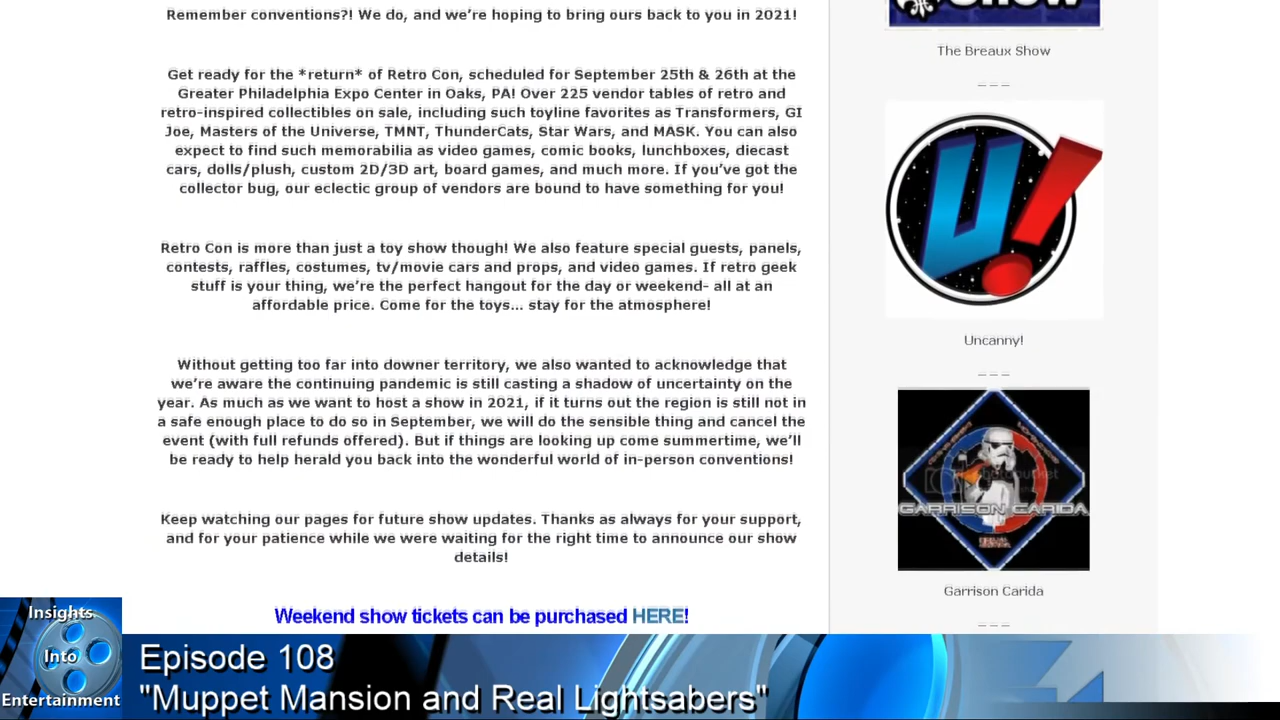 Remember conventions?! We do, and we're hoping to bring ours back to you in 2021!
Get ready for the *return* of Retro Con, scheduled for September 25th & 26th at the
Greater Philadelphia Expo Center in Oaks, PA! Over 225 vendor tables of retro and
retro-inspired collectibles on sale, including such toyline favorites as Transformers, GI
Joe, Masters of the Universe, TMNT, ThunderCats, Star Wars, and MASK. You can also
expect to find such memorabilia as video games, comic books, lunchboxes, diecast
cars, dolls/plush, custom 2D/3D art, board games, and much more. If you've got the
collector bug, our eclectic group of vendors are bound to have something for you!
Retro Con is more than just a toy show though! We also feature special guests, panels,
contests, raffles, costumes, tv/movie cars and props, and video games. If retro geek
stuff is your thing, we're the perfect hangout for the day or weekend- all at an
affordable price. Come for the toys... stay for the atmosphere!
Without getting too far into downer territory, we also wanted to acknowledge that
we're aware the continuing pandemic is still casting a shadow of uncertainty on the
year. As much as we want to host a show in 2021, if it turns out the region is still not in
a safe enough place to do so in September, we will do the sensible thing and cancel the
event (with full refunds offered). But if things are looking up come summertime, we'll
be ready to help herald you back into the wonderful world of in-person conventions!
Keep watching our pages for future show updates. Thanks as always for your support,
and for your patience while we were waiting for the right time to announce our show
details!
Weekend show tickets can be purchased HERE!
The Breaux Show
_ _ _
U!
Uncanny!
_ _ _
GARRISON CARIDA
Garrison Carida
_ _ _
Insights
Into
Entertainment
Episode 108
"Muppet Mansion and Real Lightsabers"